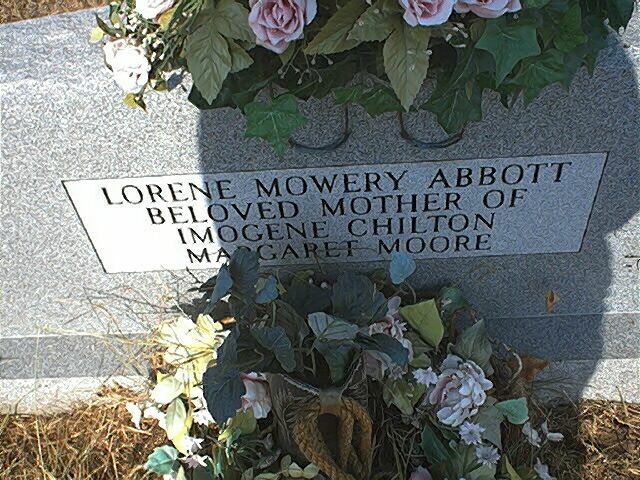 LORENE MOWERY ABBOTT
BELOVED MOTHER OF
IMOGENE CHILTON
MARGARET MOORE